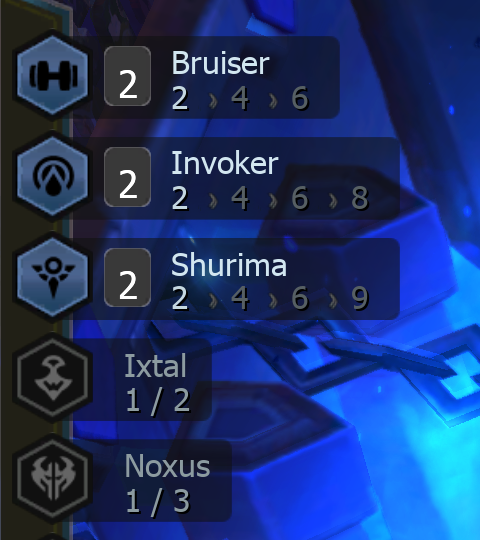 2 Bruiser
2 › 4 › 6
2 Invoker
2 › 4 › 6 › 8
2 Shurima
2 › 4 › 6 › 9
Ixtal
1 / 2
Noxus
1 / 3